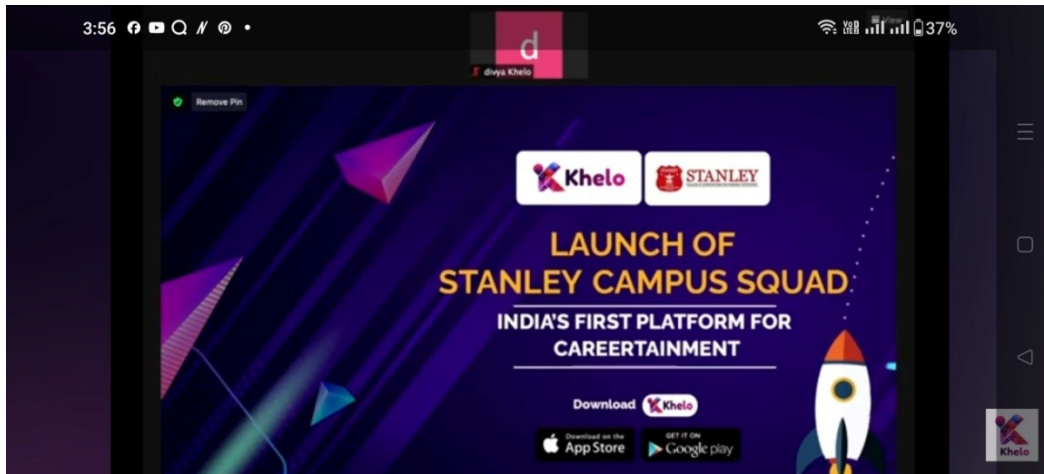 3:56
37%
View
d
divya Khelo
Remove Pin
Khelo
STANLEY
LAUNCH OF
STANLEY CAMPUS SQUAD
INDIA'S FIRST PLATFORM FOR
CAREERTAINMENT
Download Khelo
Download on the
App Store
GET IT ON
Google play
Khelo